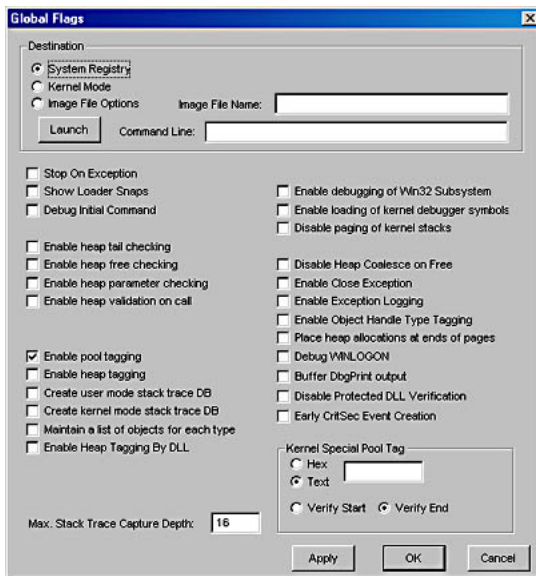 Global Flags
Destination
System Registry
Kernel Mode
Image File Options Image File Name:
Launch Command Line:
Stop On Exception
Show Loader Snaps
Debug Initial Command
Enable heap tail checking
Enable heap free checking
Enable heap parameter checking
Enable heap validation on call
Enable pool tagging
Enable heap tagging
Create user mode stack trace DB
Create kernel mode stack trace DB
Maintain a list of objects for each type
Enable Heap Tagging By DLL
Max. Stack Trace Capture Depth: 16
Enable debugging of Win32 Subsystem
Enable loading of kernel debugger symbols
Disable paging of kernel stacks
Disable Heap Coalesce on Free
Enable Close Exception
Enable Exception Logging
Enable Object Handle Type Tagging
Place heap allocations at ends of pages
Debug WINLOGON
Buffer DbgPrint output
Disable Protected DLL Verification
Early CritSec Event Creation
Kernel Special Pool Tag
Hex
Text
Verify Start Verify End
Apply OK Cancel